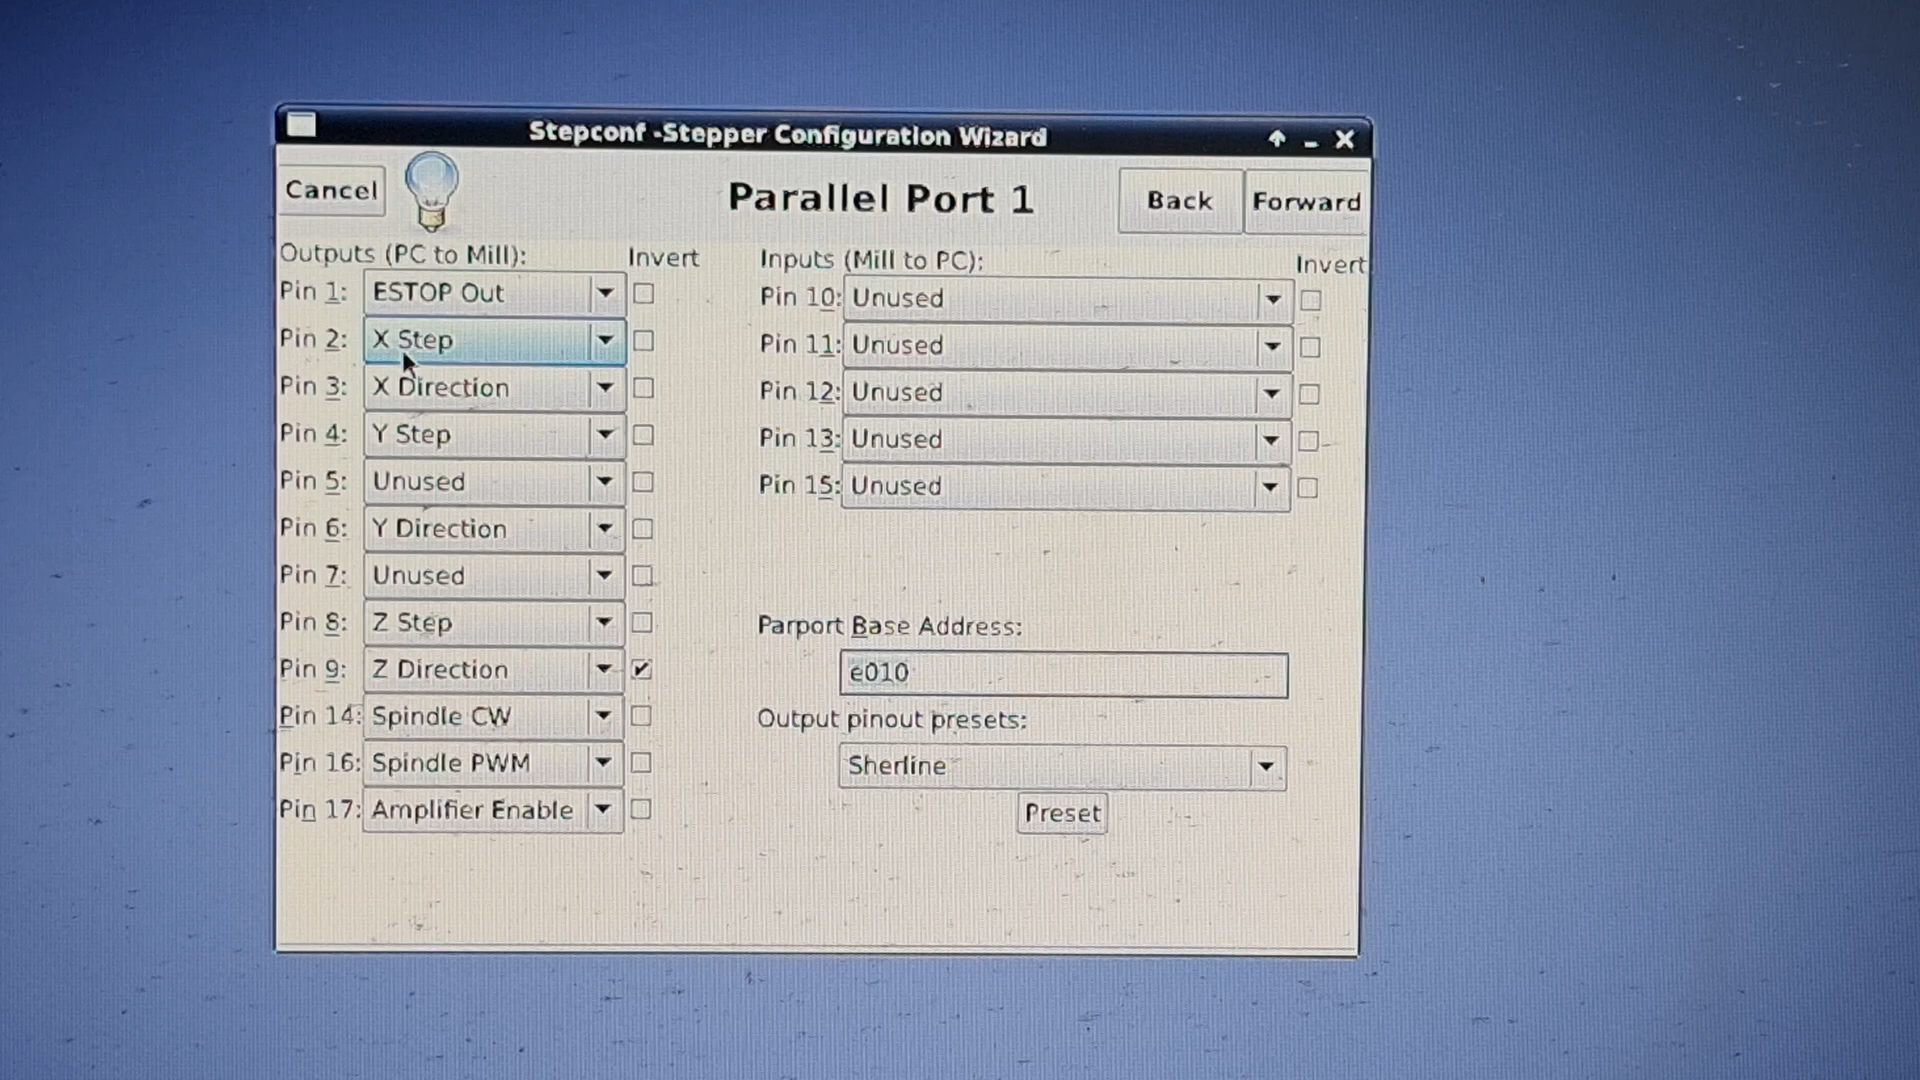 Stepconf -Stepper Configuration Wizard
Cancel
Parallel Port 1
Back
Forward
Outputs (PC to Mill):
Invert
Pin 1: ESTOP Out
Pin 2: X Step
Pin 3: X Direction
Pin 4: Y Step
Pin 5: Unused
Pin 6: Y Direction
Pin 7: Unused
Pin 8: Z Step
Pin 9: Z Direction
Pin 14: Spindle CW
Pin 16: Spindle PWM
Pin 17: Amplifier Enable
Inputs (Mill to PC):
Invert
Pin 10: Unused
Pin 11: Unused
Pin 12: Unused
Pin 13: Unused
Pin 15: Unused
Parport Base Address:
e010
Output pinout presets:
Sherline
Preset